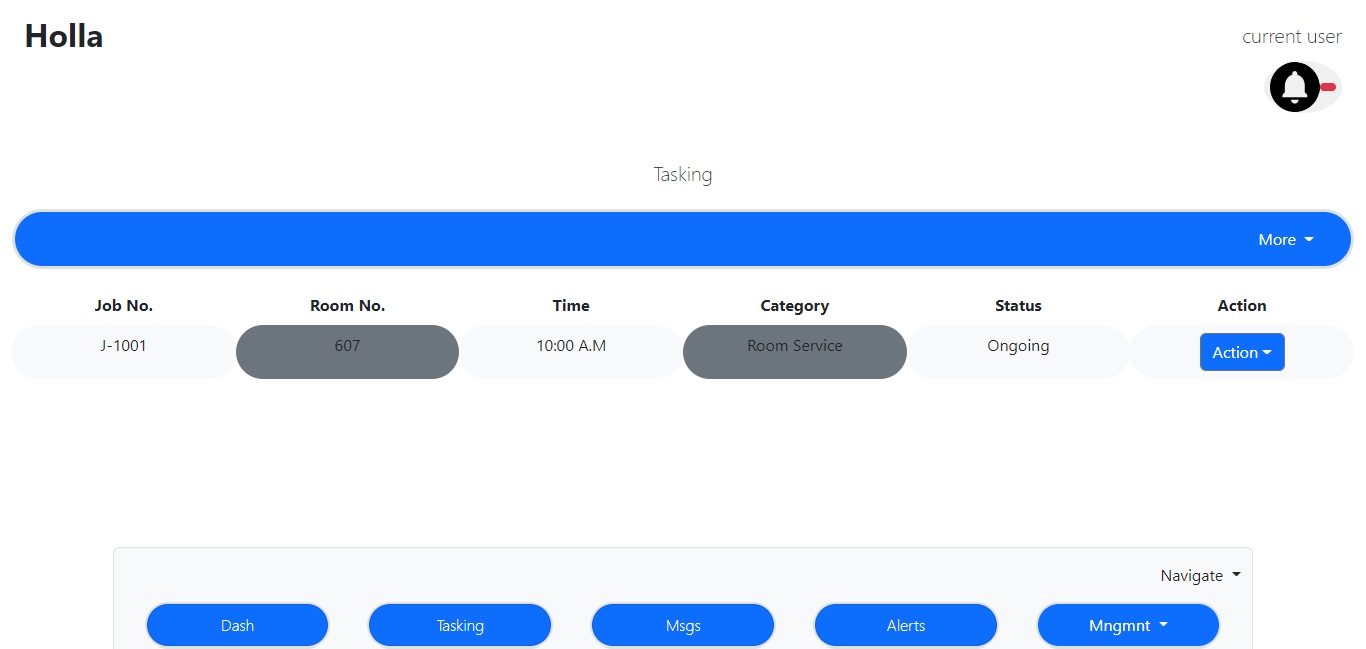 Holla
current user
Tasking
More
Job No. Room No. Time Category Status Action
J-1001 607 10:00 A.M Room Service Ongoing Action
Navigate
Dash Tasking Msgs Alerts Mngmnt